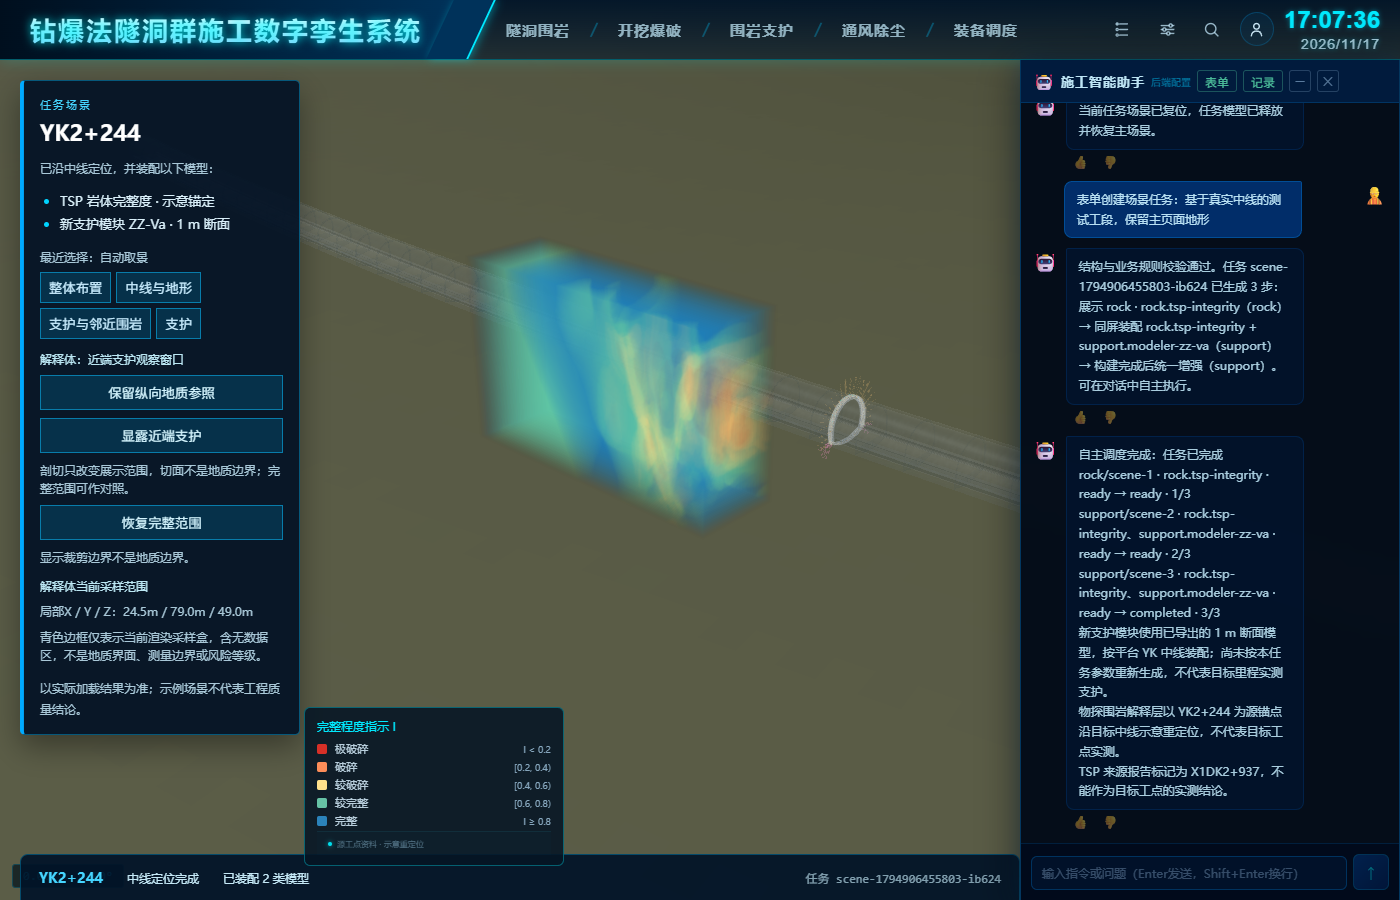 钻爆法隧洞群施工数字孪生系统
隧洞围岩 / 开挖爆破 / 围岩支护 / 通风除尘 / 装备调度
17:07:36
2026/11/17
任务场景
YK2+244
已沿中线定位，并装配以下模型：
TSP 岩体完整度 · 示意锚定
新支护模块 ZZ-Va · 1 m 断面
最近选择：自动取景
整体布置
中线与地形
支护与邻近围岩
支护
解释体：近端支护观察窗口
保留纵向地质参照
显露近端支护
剖切只改变展示范围，切面不是地质边界；完
整范围可作对照。
恢复完整范围
显示裁剪边界不是地质边界。
解释体当前采样范围
局部X / Y / Z：24.5m / 79.0m / 49.0m
青色边框仅表示当前渲染采样盒，含无数据
区，不是地质界面、测量边界或风险等级。
以实际加载结果为准；示例场景不代表工程质
量结论。
完整程度指示 I
极破碎 I < 0.2
破碎 [0.2, 0.4)
较破碎 [0.4, 0.6)
较完整 [0.6, 0.8)
完整 I ≥ 0.8
源工点资料 · 示意重定位
YK2+244 中线定位完成 已装配 2 类模型
任务 scene-1794906455803-ib624
施工智能助手 后端配置 表单 记录
当前任务场景已复位，任务模型已释放
并恢复主场景。
表单创建场景任务：基于真实中线的测
试工段，保留主页面地形
结构与业务规则校验通过。任务 scene-
1794906455803-ib624 已生成 3 步：
展示 rock · rock.tsp-integrity（rock）
→ 同屏装配 rock.tsp-integrity +
support.modeler-zz-va（support）
→ 构建完成后统一增强（support）。
可在对话中自主执行。
自主调度完成：任务已完成
rock/scene-1 · rock.tsp-integrity ·
ready → ready · 1/3
support/scene-2 · rock.tsp-
integrity、support.modeler-zz-va ·
ready → ready · 2/3
support/scene-3 · rock.tsp-
integrity、support.modeler-zz-va ·
ready → completed · 3/3
新支护模块使用已导出的 1 m 断面模
型，按平台 YK 中线装配；尚未按本任
务参数重新生成，不代表目标里程实测
支护。
物探围岩解释层以 YK2+244 为源锚点
沿目标中线示意重定位，不代表目标工
点实测。
TSP 来源报告标记为 X1DK2+937，不
能作为目标工点的实测结论。
输入指令或问题（Enter发送，Shift+Enter换行）